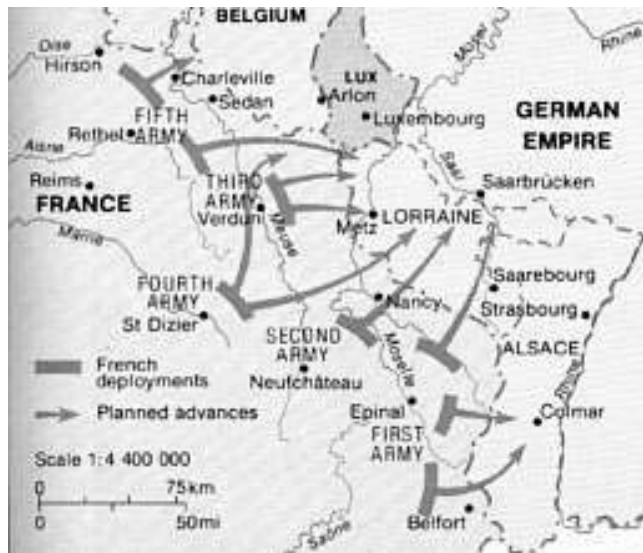 BELGIUM
Oise
Hirson
Mosel
Rhine
Charleville
LUX
Sedan
Arlon
GERMAN
EMPIRE
FIFTH
ARMY
Luxembourg
Aisne
Rethel
Saar
Reims
THIRD
ARMY
Saarbrücken
FRANCE
Verdun
Metz
LORRAINE
Marne
Meuse
FOURTH
ARMY
Saarebourg
Nancy
Strasbourg
St Dizier
SECOND
ARMY
ALSACE
French
deployments
Moselle
Neufchâteau
Rhine
Planned advances
Epinal
Colmar
FIRST
ARMY
Scale 1:4 400 000
0 75km
0 50mi
Belfort
Saône